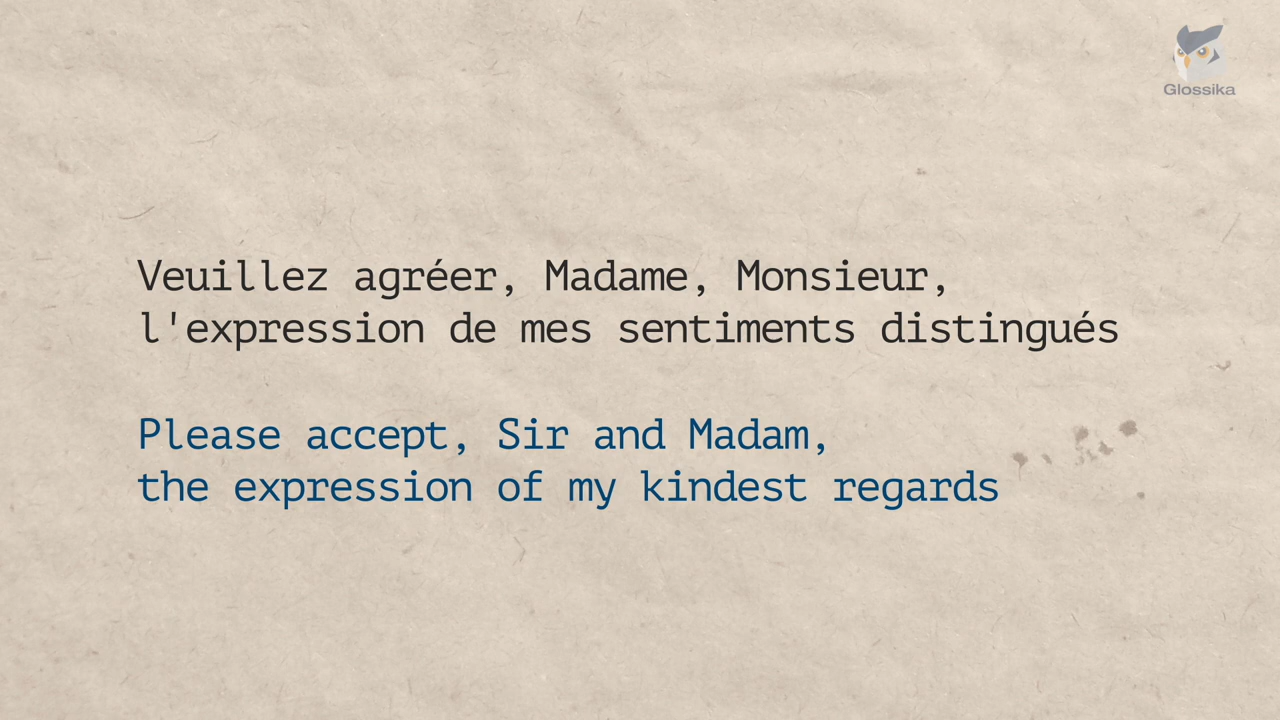 Glossika
Veuillez agréer, Madame, Monsieur,
l'expression de mes sentiments distingués
Please accept, Sir and Madam,
the expression of my kindest regards